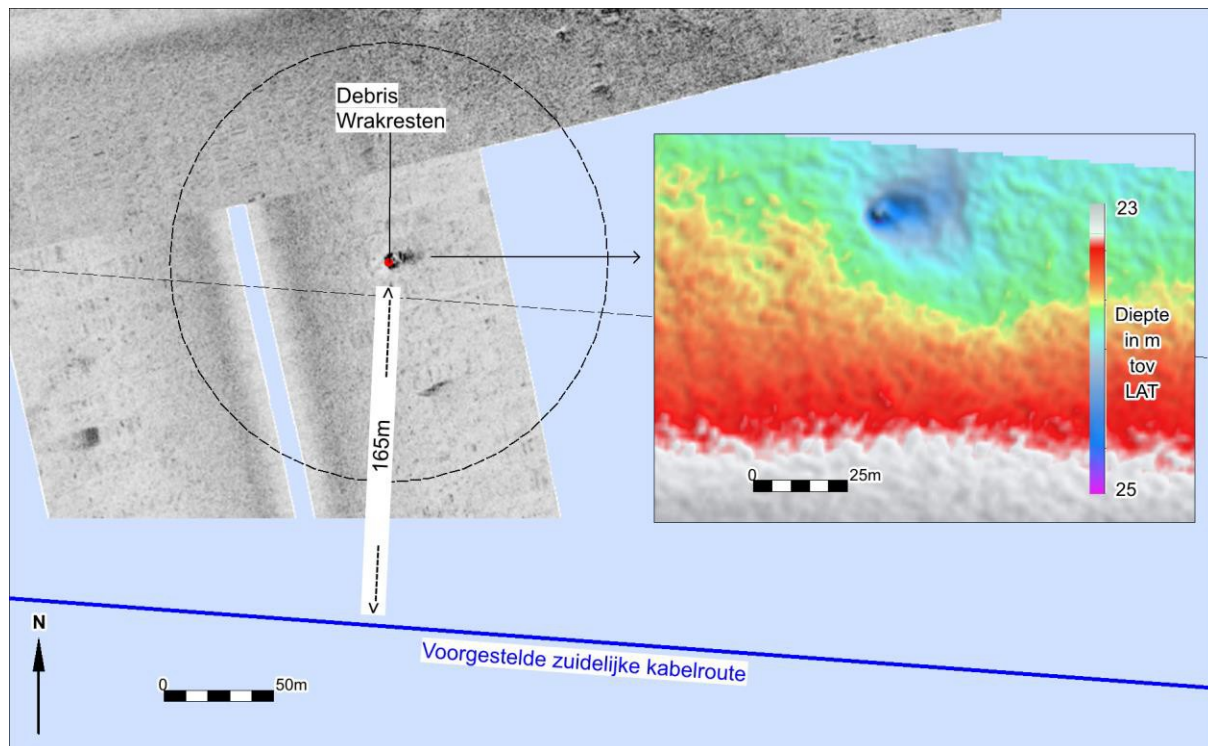 Debris
Wrakresten
165m
23
Diepte
in m
tov
LAT
25
0 25m
Voorgestelde zuidelijke kabelroute
N
0 50m